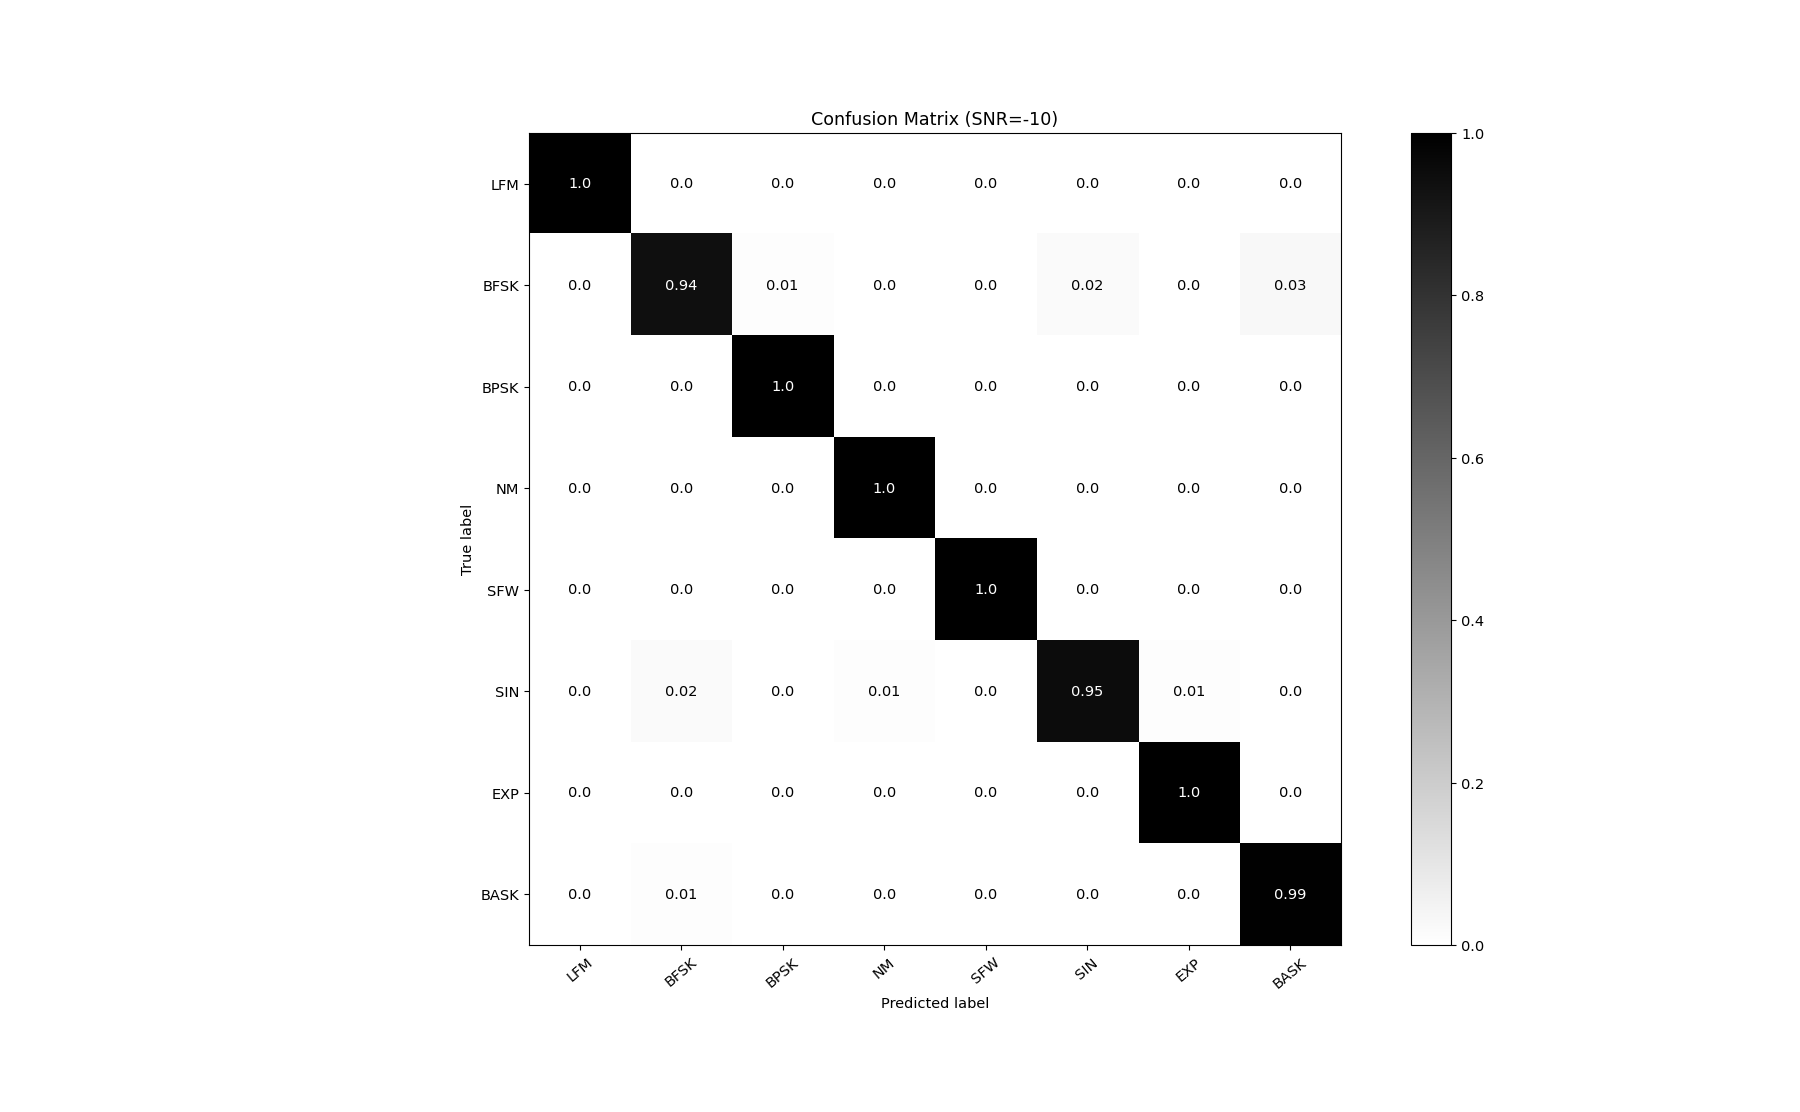 Confusion Matrix (SNR=-10)
LFM 1.0 0.0 0.0 0.0 0.0 0.0 0.0 0.0
BFSK 0.0 0.94 0.01 0.0 0.0 0.02 0.0 0.03
BPSK 0.0 0.0 1.0 0.0 0.0 0.0 0.0 0.0
NM 0.0 0.0 0.0 1.0 0.0 0.0 0.0 0.0
True label
SFW 0.0 0.0 0.0 0.0 1.0 0.0 0.0 0.0
SIN 0.0 0.02 0.0 0.01 0.0 0.95 0.01 0.0
EXP 0.0 0.0 0.0 0.0 0.0 0.0 1.0 0.0
BASK 0.0 0.01 0.0 0.0 0.0 0.0 0.0 0.99
LFM BFSK BPSK NM SFW SIN EXP BASK
Predicted label
1.0
0.8
0.6
0.4
0.2
0.0